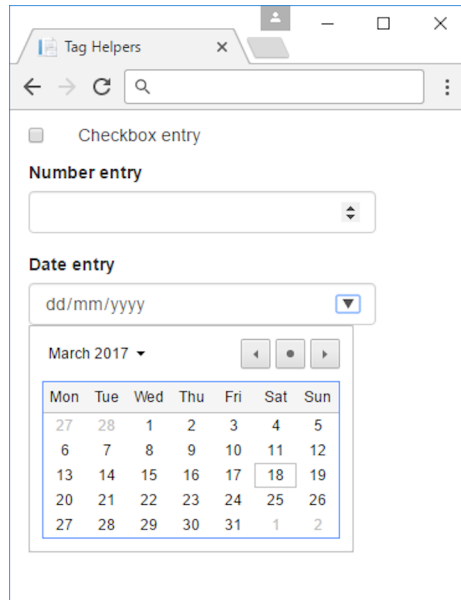 Tag Helpers
Checkbox entry
Number entry
Date entry
dd/mm/yyyy
March 2017
Mon Tue Wed Thu Fri Sat Sun
27 28 1 2 3 4 5
6 7 8 9 10 11 12
13 14 15 16 17 18 19
20 21 22 23 24 25 26
27 28 29 30 31 1 2